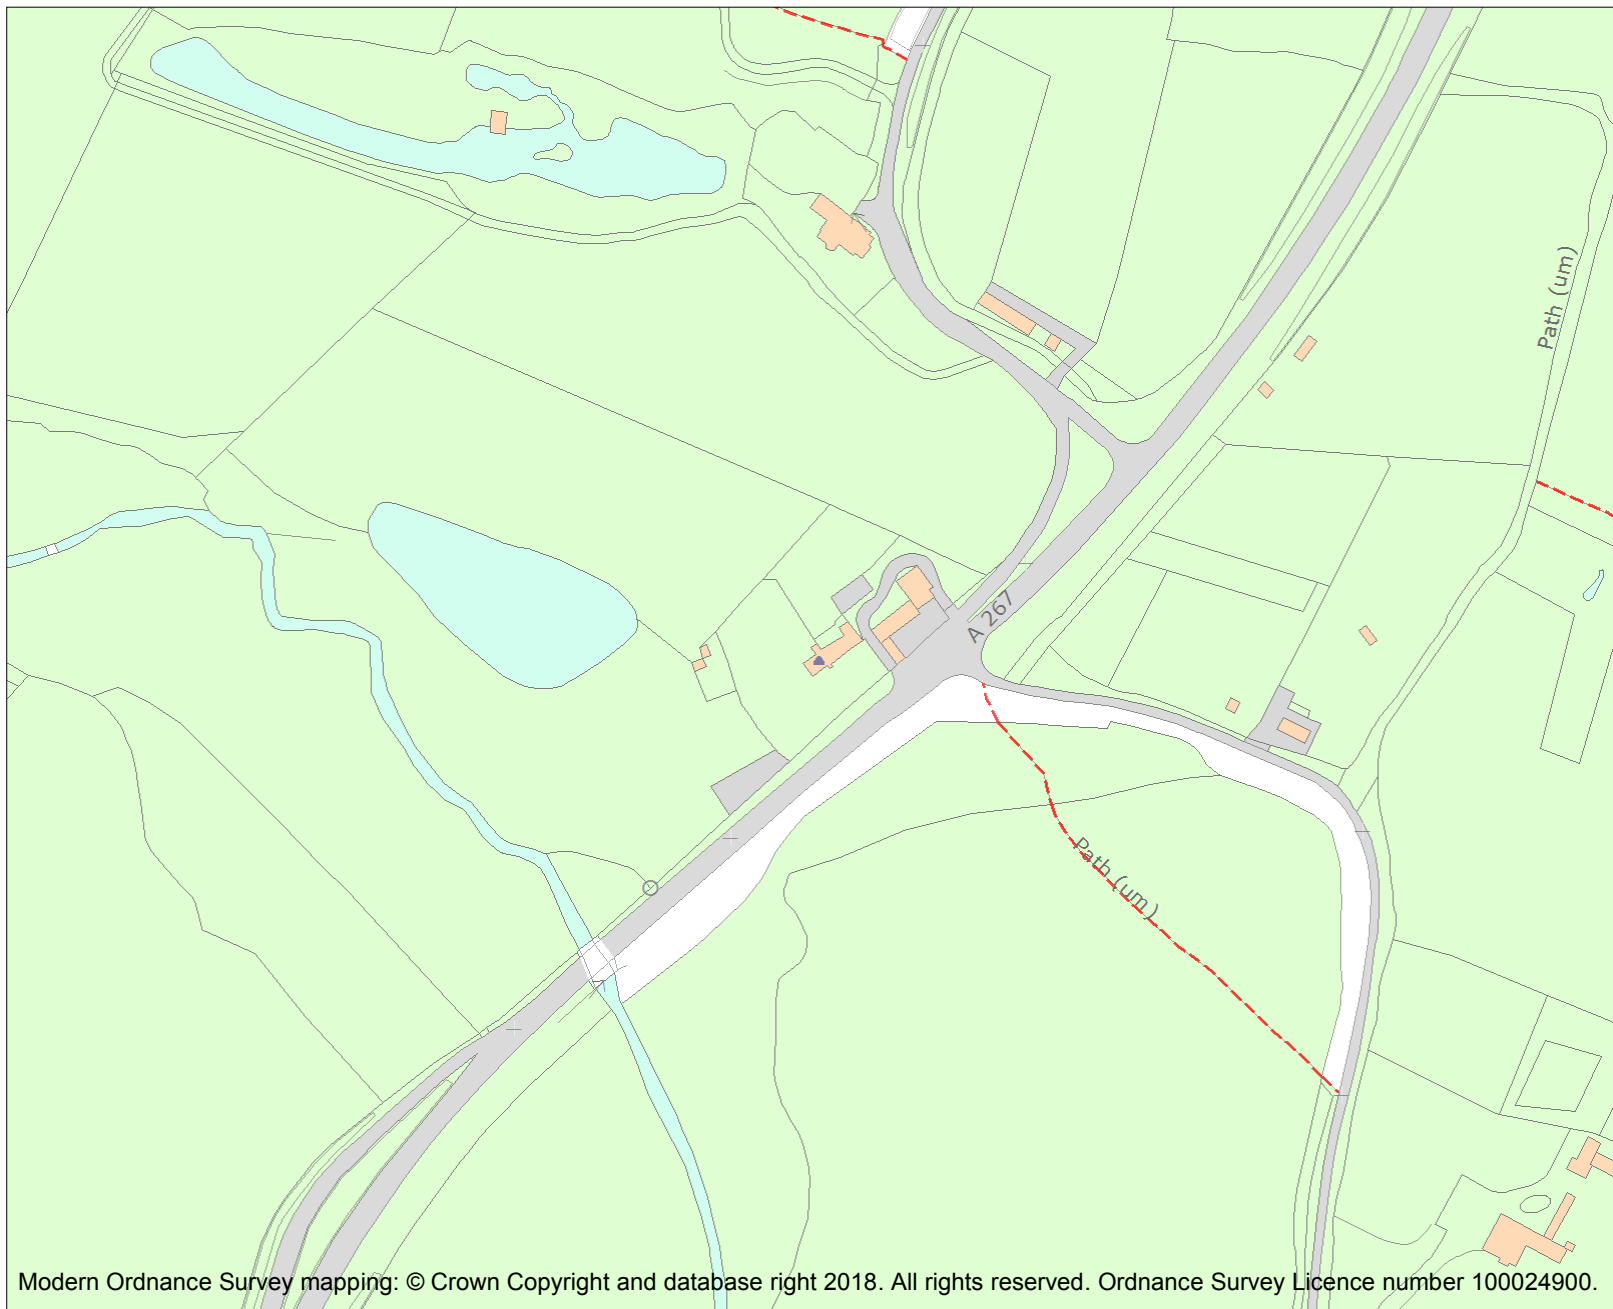 Path (um)
A 267
Path (um)
Modern Ordnance Survey mapping: © Crown Copyright and database right 2018. All rights reserved. Ordnance Survey Licence number 100024900.